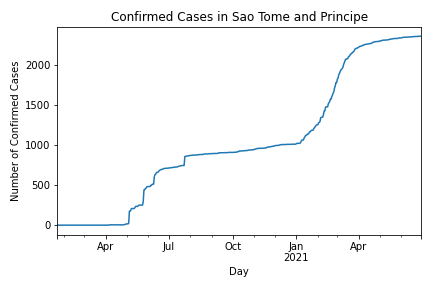 Confirmed Cases in Sao Tome and Principe
Number of Confirmed Cases
2000
1500
1000
500
0
Apr
Jul
Oct
Jan
2021
Apr
Day